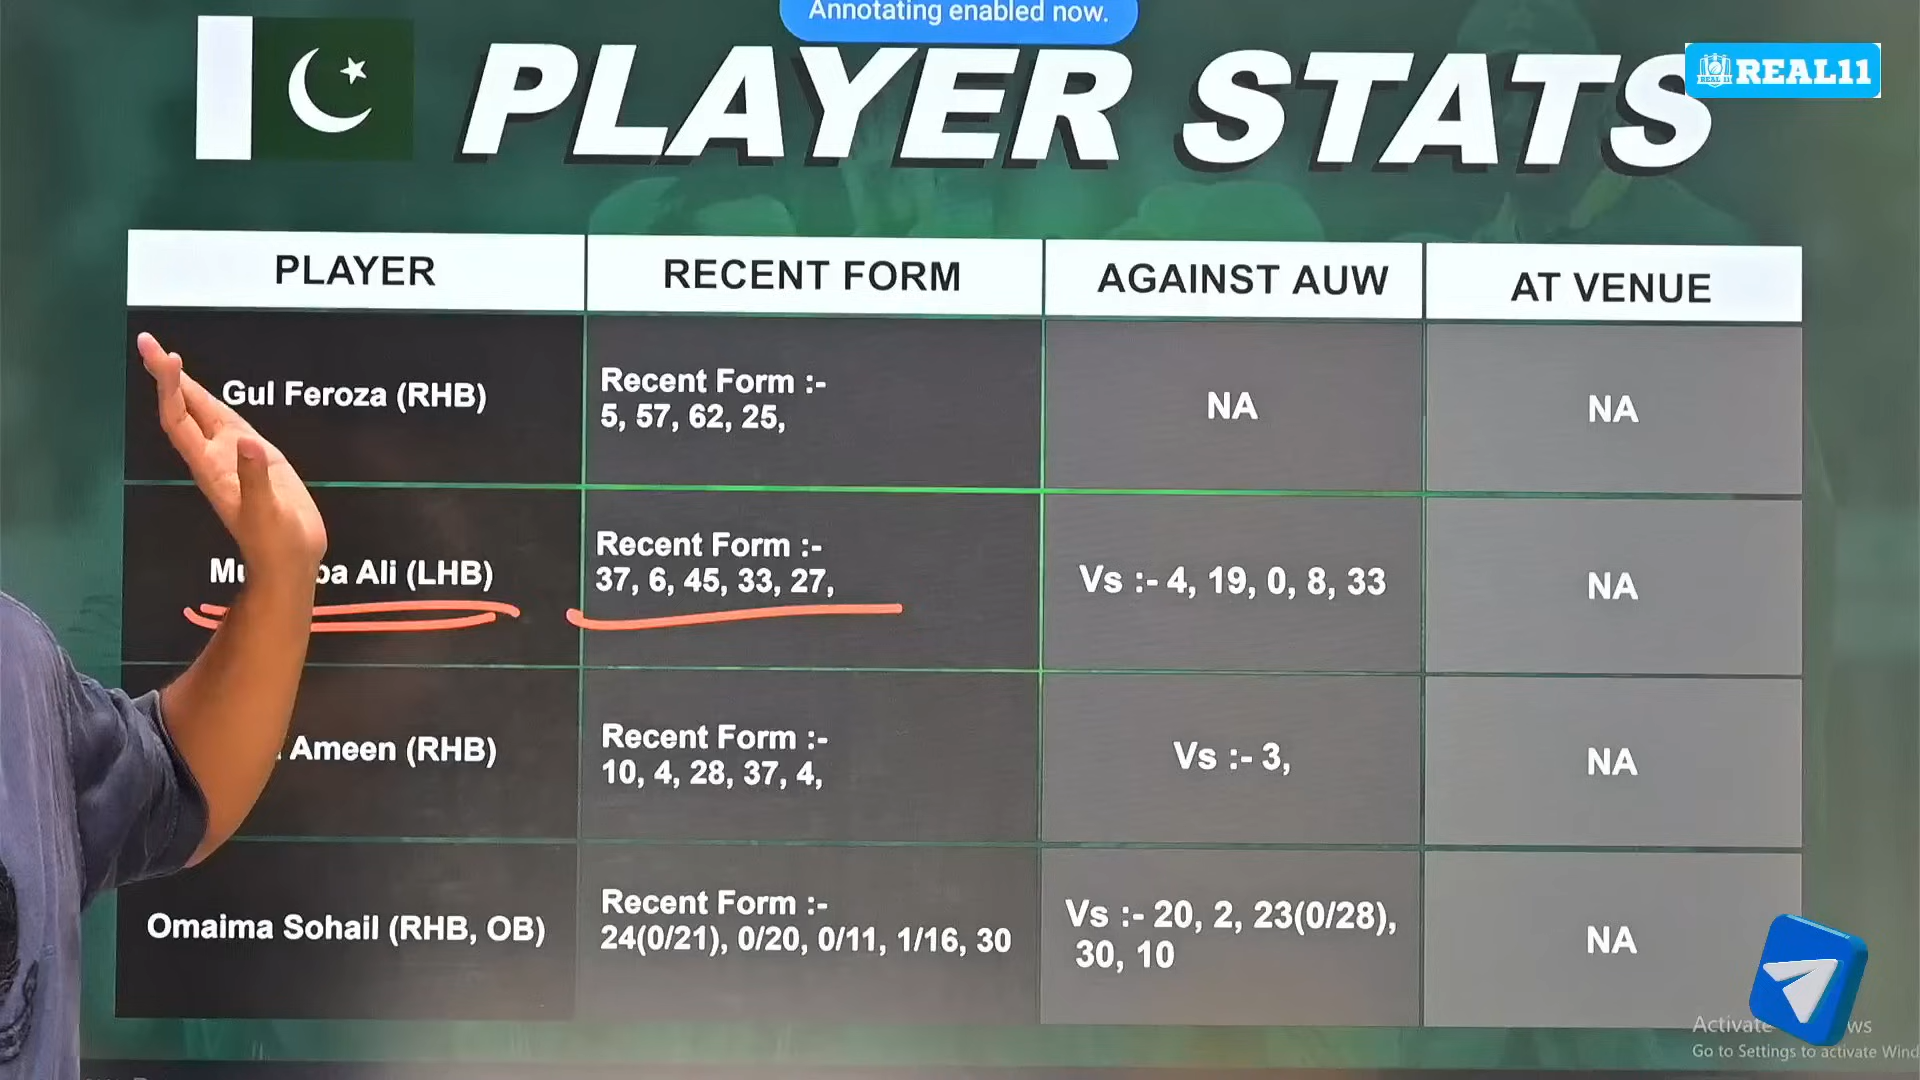 Annotating enabled now.
PLAYER STATS
REAL11
REAL 11
PLAYER
RECENT FORM
AGAINST AUW
AT VENUE
Gul Feroza (RHB)
Recent Form :-
5, 57, 62, 25,
NA
NA
Ali (LHB)
Recent Form :-
37, 6, 45, 33, 27,
Vs :- 4, 19, 0, 8, 33
NA
Ameen (RHB)
Recent Form :-
10, 4, 28, 37, 4,
Vs :- 3,
NA
Omaima Sohail (RHB, OB)
Recent Form :-
24(0/21), 0/20, 0/11, 1/16, 30
Vs :- 20, 2, 23(0/28),
30, 10
NA
Activate
Go to Settings to activate Wind